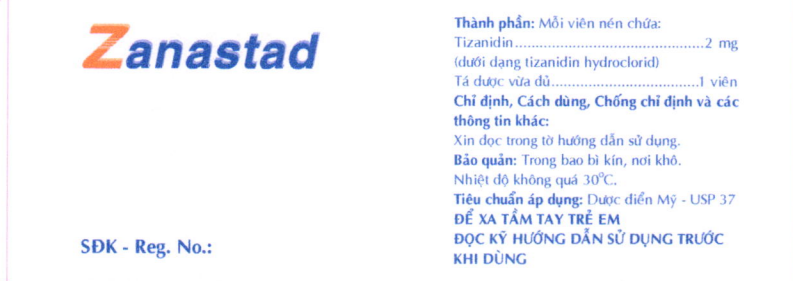 Zanastad
SĐK - Reg. No.:
Thành phần: Mỗi viên nén chứa:
Tizanidin............................................2 mg
(dưới dạng tizanidin hydroclorid)
Tá dược vừa đủ..................................1 viên
Chỉ định, Cách dùng, Chống chỉ định và các
thông tin khác:
Xin đọc trong tờ hướng dẫn sử dụng.
Bảo quản: Trong bao bì kín, nơi khô.
Nhiệt độ không quá 30°C.
Tiêu chuẩn áp dụng: Dược điển Mỹ - USP 37
ĐỂ XA TẦM TAY TRẺ EM
ĐỌC KỸ HƯỚNG DẪN SỬ DỤNG TRƯỚC
KHI DÙNG